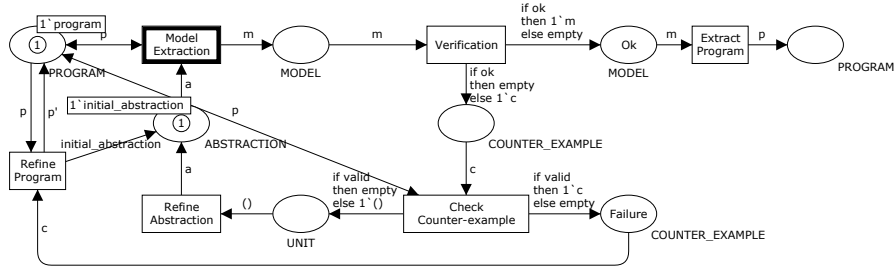 1`program
1
PROGRAM
p
Model
Extraction
m
MODEL
m
Verification
if ok
then 1`m
else empty
Ok
MODEL
m
Extract
Program
p
PROGRAM
p
p'
a
1`initial_abstraction
1
ABSTRACTION
initial_abstraction
p
if ok
then empty
else 1`c
COUNTER_EXAMPLE
c
Refine
Program
a
Refine
Abstraction
()
UNIT
if valid
then empty
else 1`()
Check
Counter-example
if valid
then 1`c
else empty
Failure
COUNTER_EXAMPLE
c